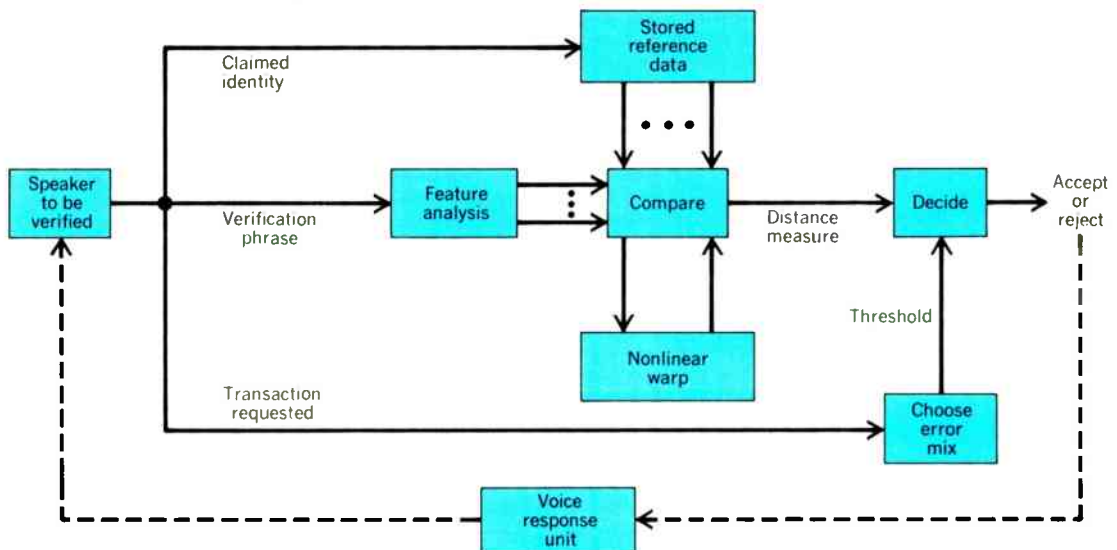 Stored
reference
data
Claimed
identity
Speaker
to be
verified
Verification
phrase
Feature
analysis
Compare
Distance
measure
Decide
Accept
or
reject
Threshold
Nonlinear
warp
Transaction
requested
Choose
error
mix
Voice
response
unit